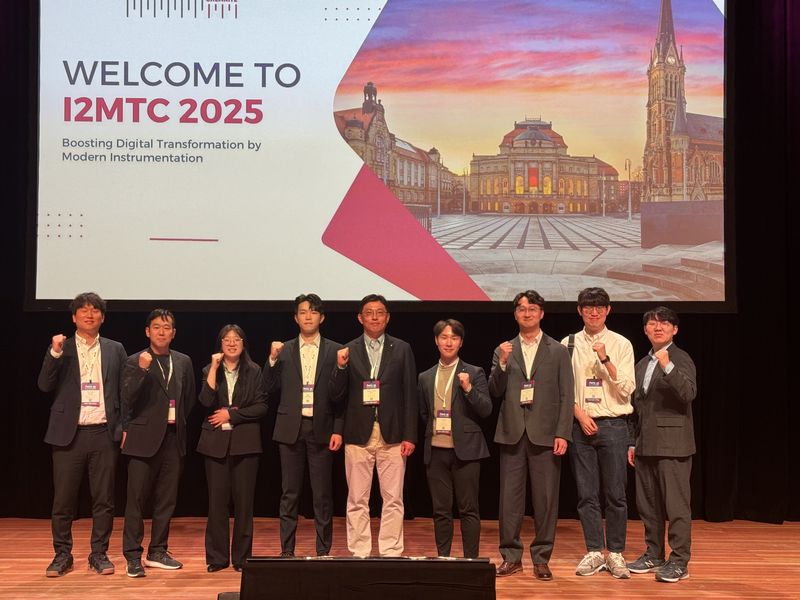 WELCOME TO
I2MTC 2025
Boosting Digital Transformation by
Modern Instrumentation